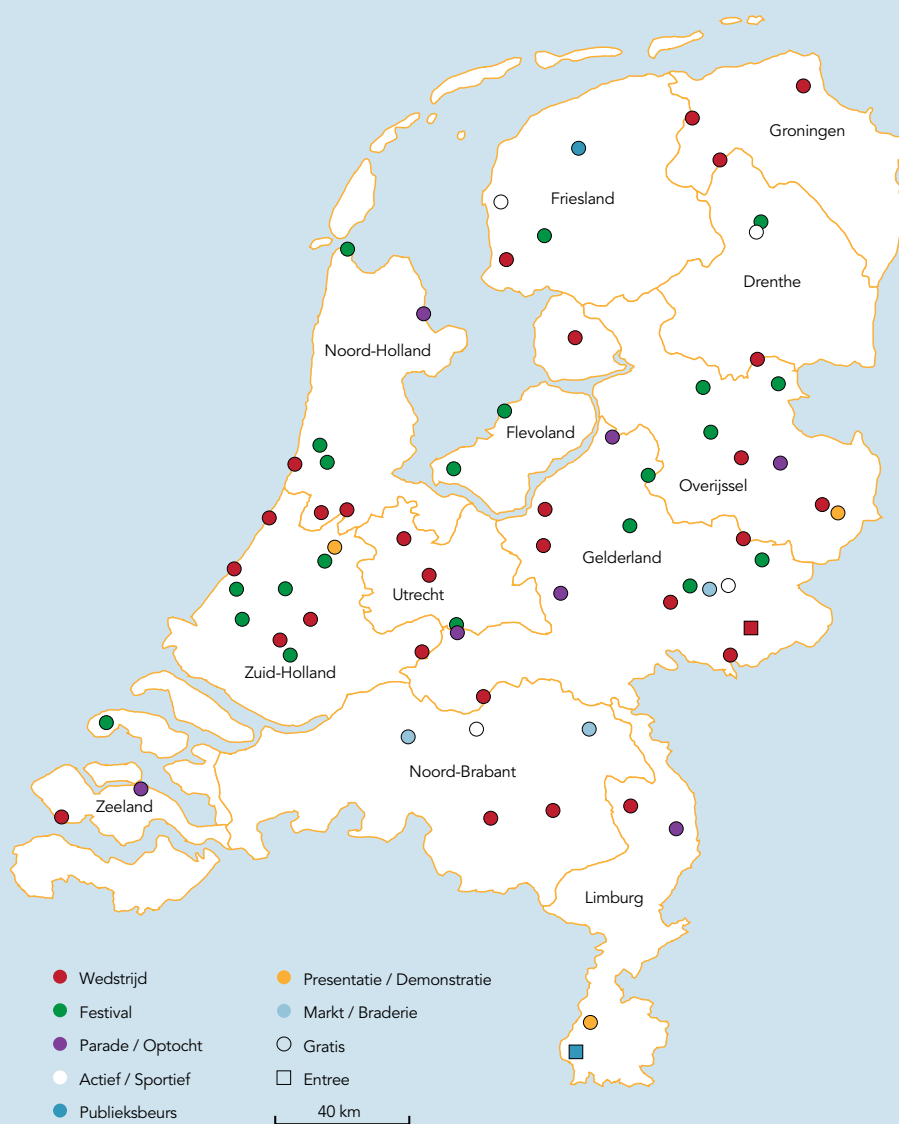 Groningen
Friesland
Drenthe
Noord-Holland
Flevoland
Overijssel
Gelderland
Utrecht
Zuid-Holland
Noord-Brabant
Zeeland
Limburg
Wedstrijd
Festival
Parade / Optocht
Actief / Sportief
Publieksbeurs
Presentatie / Demonstratie
Markt / Braderie
Gratis
Entree
40 km